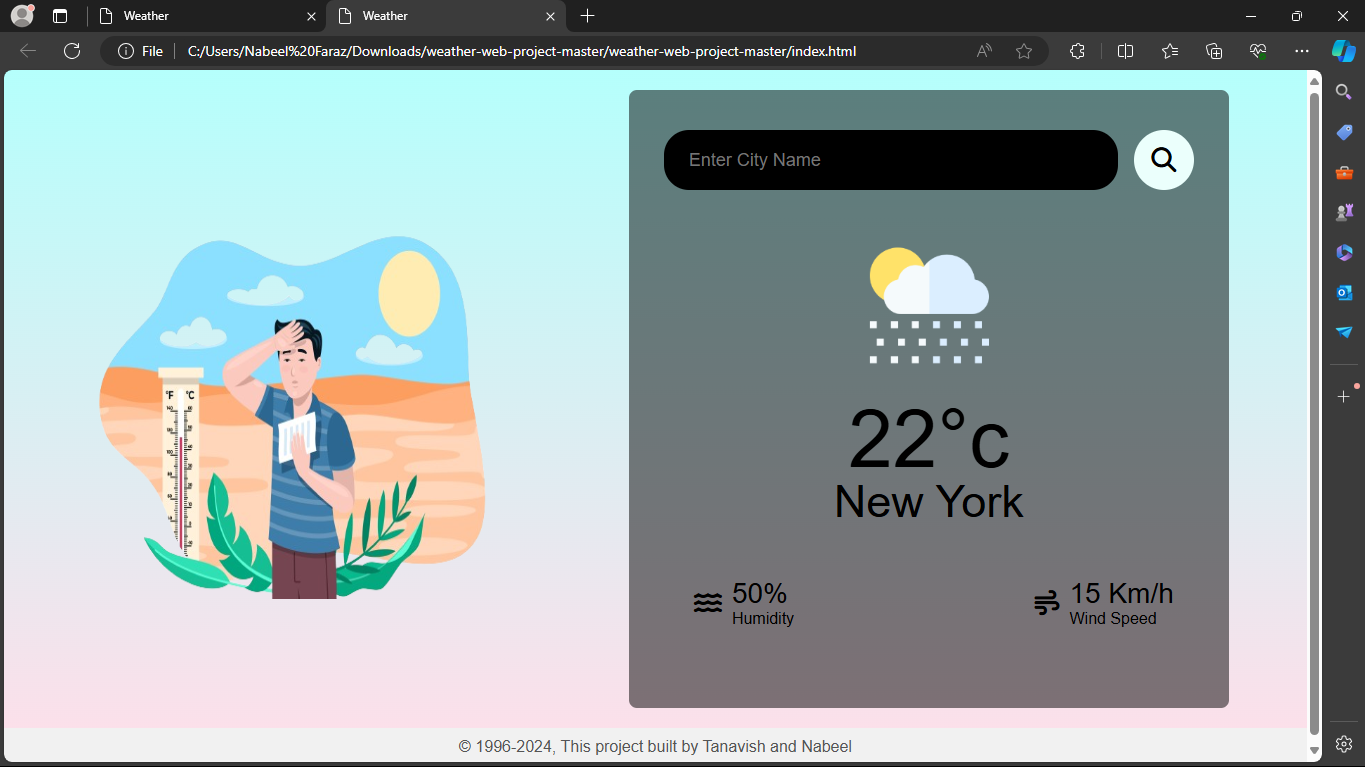 Weather
Weather
File
C:/Users/Nabeel%20Faraz/Downloads/weather-web-project-master/weather-web-project-master/index.html
Enter City Name
°F °C
22°c
New York
50%
Humidity
15 Km/h
Wind Speed
© 1996-2024, This project built by Tanavish and Nabeel